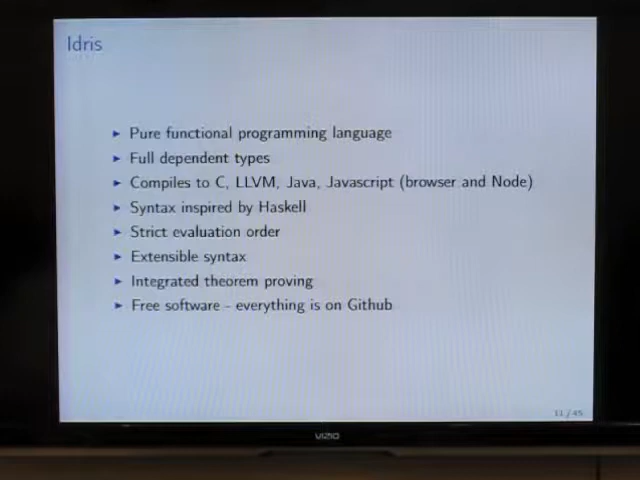 Idris
Pure functional programming language
Full dependent types
Compiles to C, LLVM, Java, Javascript (browser and Node)
Syntax inspired by Haskell
Strict evaluation order
Extensible syntax
Integrated theorem proving
Free software – everything is on Github
11 / 45
VIZIO